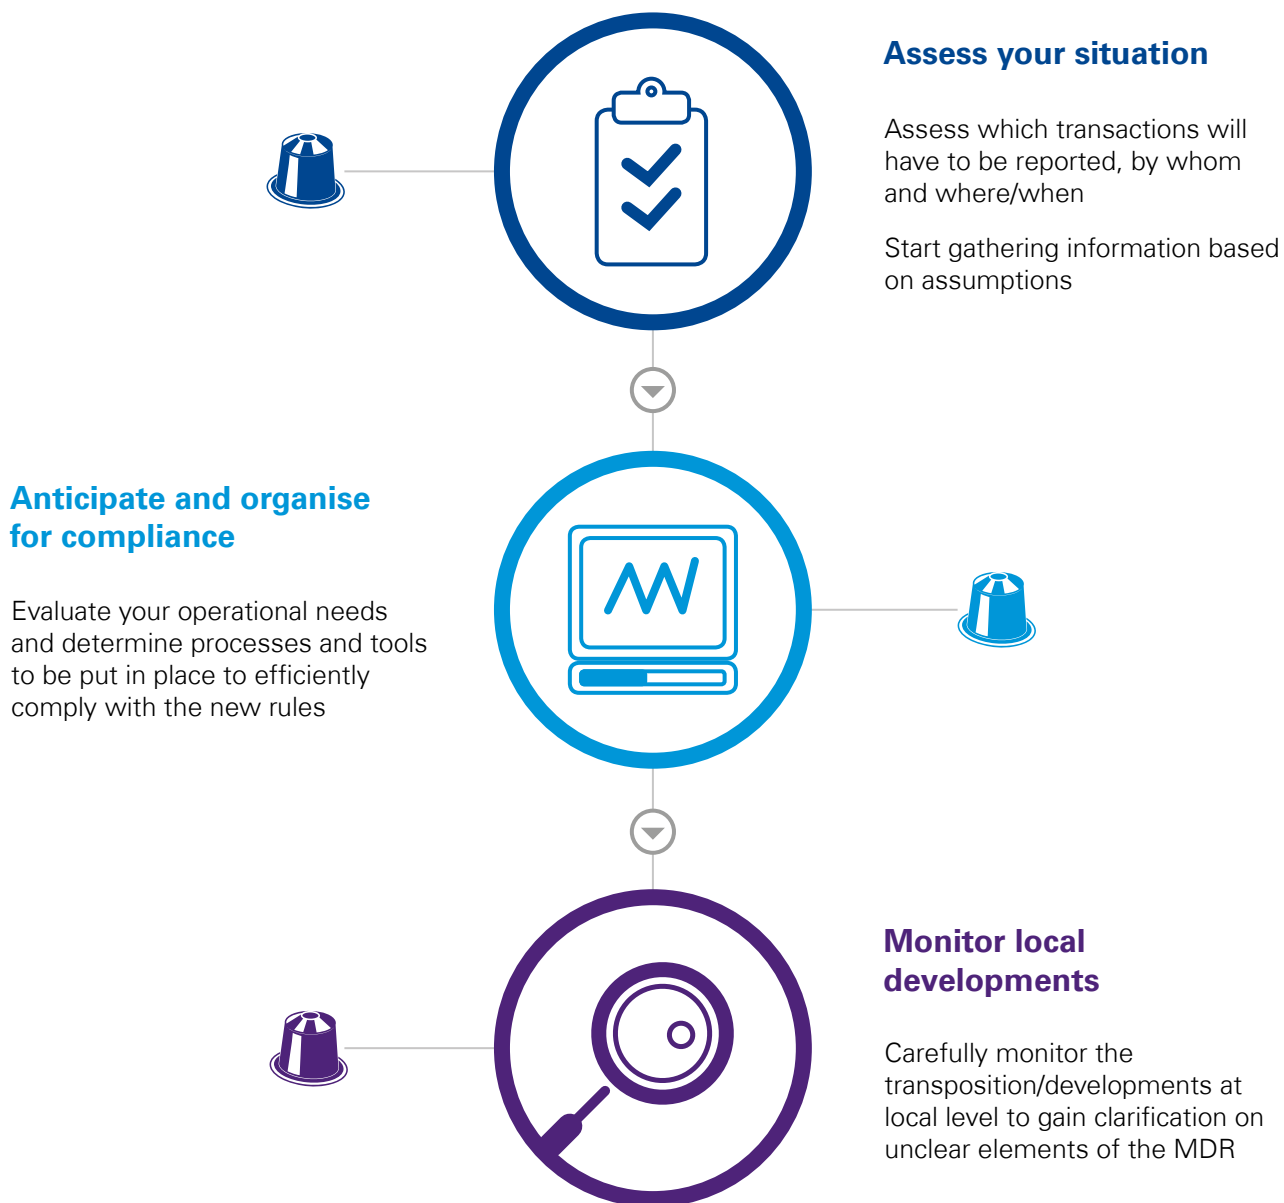 Assess your situation
Assess which transactions will
have to be reported, by whom
and where/when
Start gathering information based
on assumptions
Anticipate and organise
for compliance
Evaluate your operational needs
and determine processes and tools
to be put in place to efficiently
comply with the new rules
Monitor local
developments
Carefully monitor the
transposition/developments at
local level to gain clarification on
unclear elements of the MDR